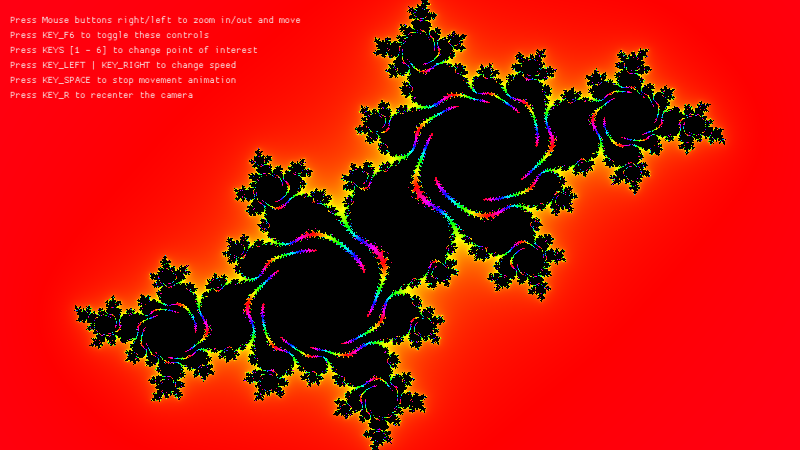 Press Mouse buttons right/left to zoom in/out and move
Press KEY_F6 to toggle these controls
Press KEYS [1 - 6] to change point of interest
Press KEY_LEFT | KEY_RIGHT to change speed
Press KEY_SPACE to stop movement animation
Press KEY_R to recenter the camera